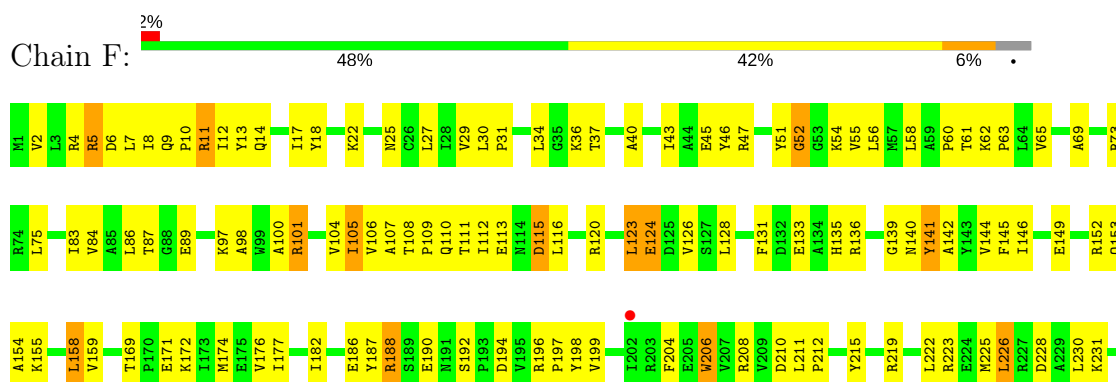 2%
Chain F:
48% 42% 6% •
M1 V2 L3 R4 R5 D6 L7 I8 Q9 P10 R11 I12 Y13 Q14 I17 Y18 K22 N25 C26 L27 I28 V29 L30 P31 L34 G35 K36 T37 A40 I43 A44 E45 Y46 R47 Y51 G52 G53 K54 V55 L56 M57 L58 A59 P60 T61 K62 P63 L64 V65 A69
R74 L75 I83 V84 A85 L86 T87 G88 E89 K97 A98 W99 A100 R101 V104 I105 V106 A107 T108 P109 Q110 T111 I112 E113 N114 D115 L116 R120 L123 E124 D125 V126 S127 L128 F131 D132 E133 A134 H135 R136 G139 N140 Y141 A142 Y143 V144 F145 I146 E149 R152
A154 K155 L158 V159 T169 P170 E171 K172 I173 M174 E175 V176 I177 I182 E186 Y187 R188 S189 E190 N191 S192 P193 D194 V195 R196 P197 Y198 V199 I202 R203 F204 E205 W206 V207 R208 V209 D210 L211 P212 Y215 R219 L222 R223 E224 M225 L226 R227 D228 A229 L230 K231